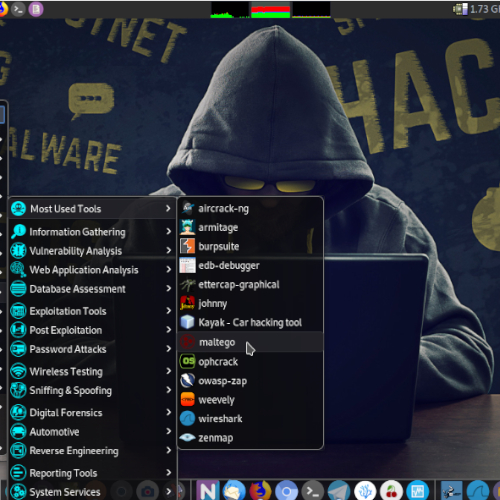 1.73 G
HAC
ALWARE
Most Used Tools
Information Gathering
Vulnerability Analysis
Web Application Analysis
Database Assessment
Exploitation Tools
Post Exploitation
Password Attacks
Wireless Testing
Sniffing & Spoofing
Digital Forensics
Automotive
Reverse Engineering
Reporting Tools
System Services
aircrack-ng
armitage
burpsuite
edb-debugger
ettercap-graphical
johnny
Kayak - Car hacking tool
maltego
ophcrack
owasp-zap
weevely
wireshark
zenmap